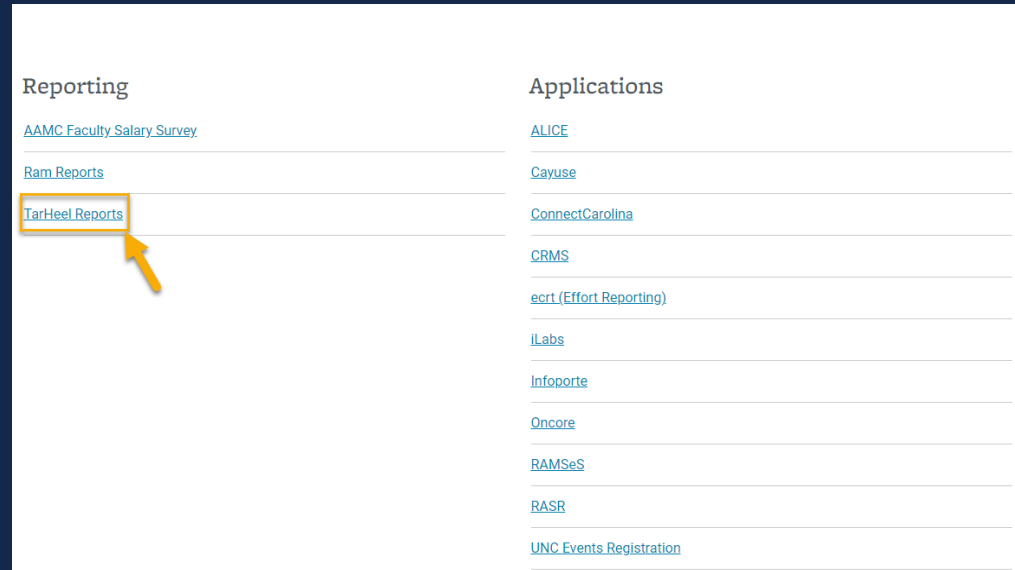 Reporting
AAMC Faculty Salary Survey
Ram Reports
TarHeel Reports
Applications
ALICE
Cayuse
ConnectCarolina
CRMS
ecrt (Effort Reporting)
iLabs
Infoporte
Oncore
RAMSeS
RASR
UNC Events Registration